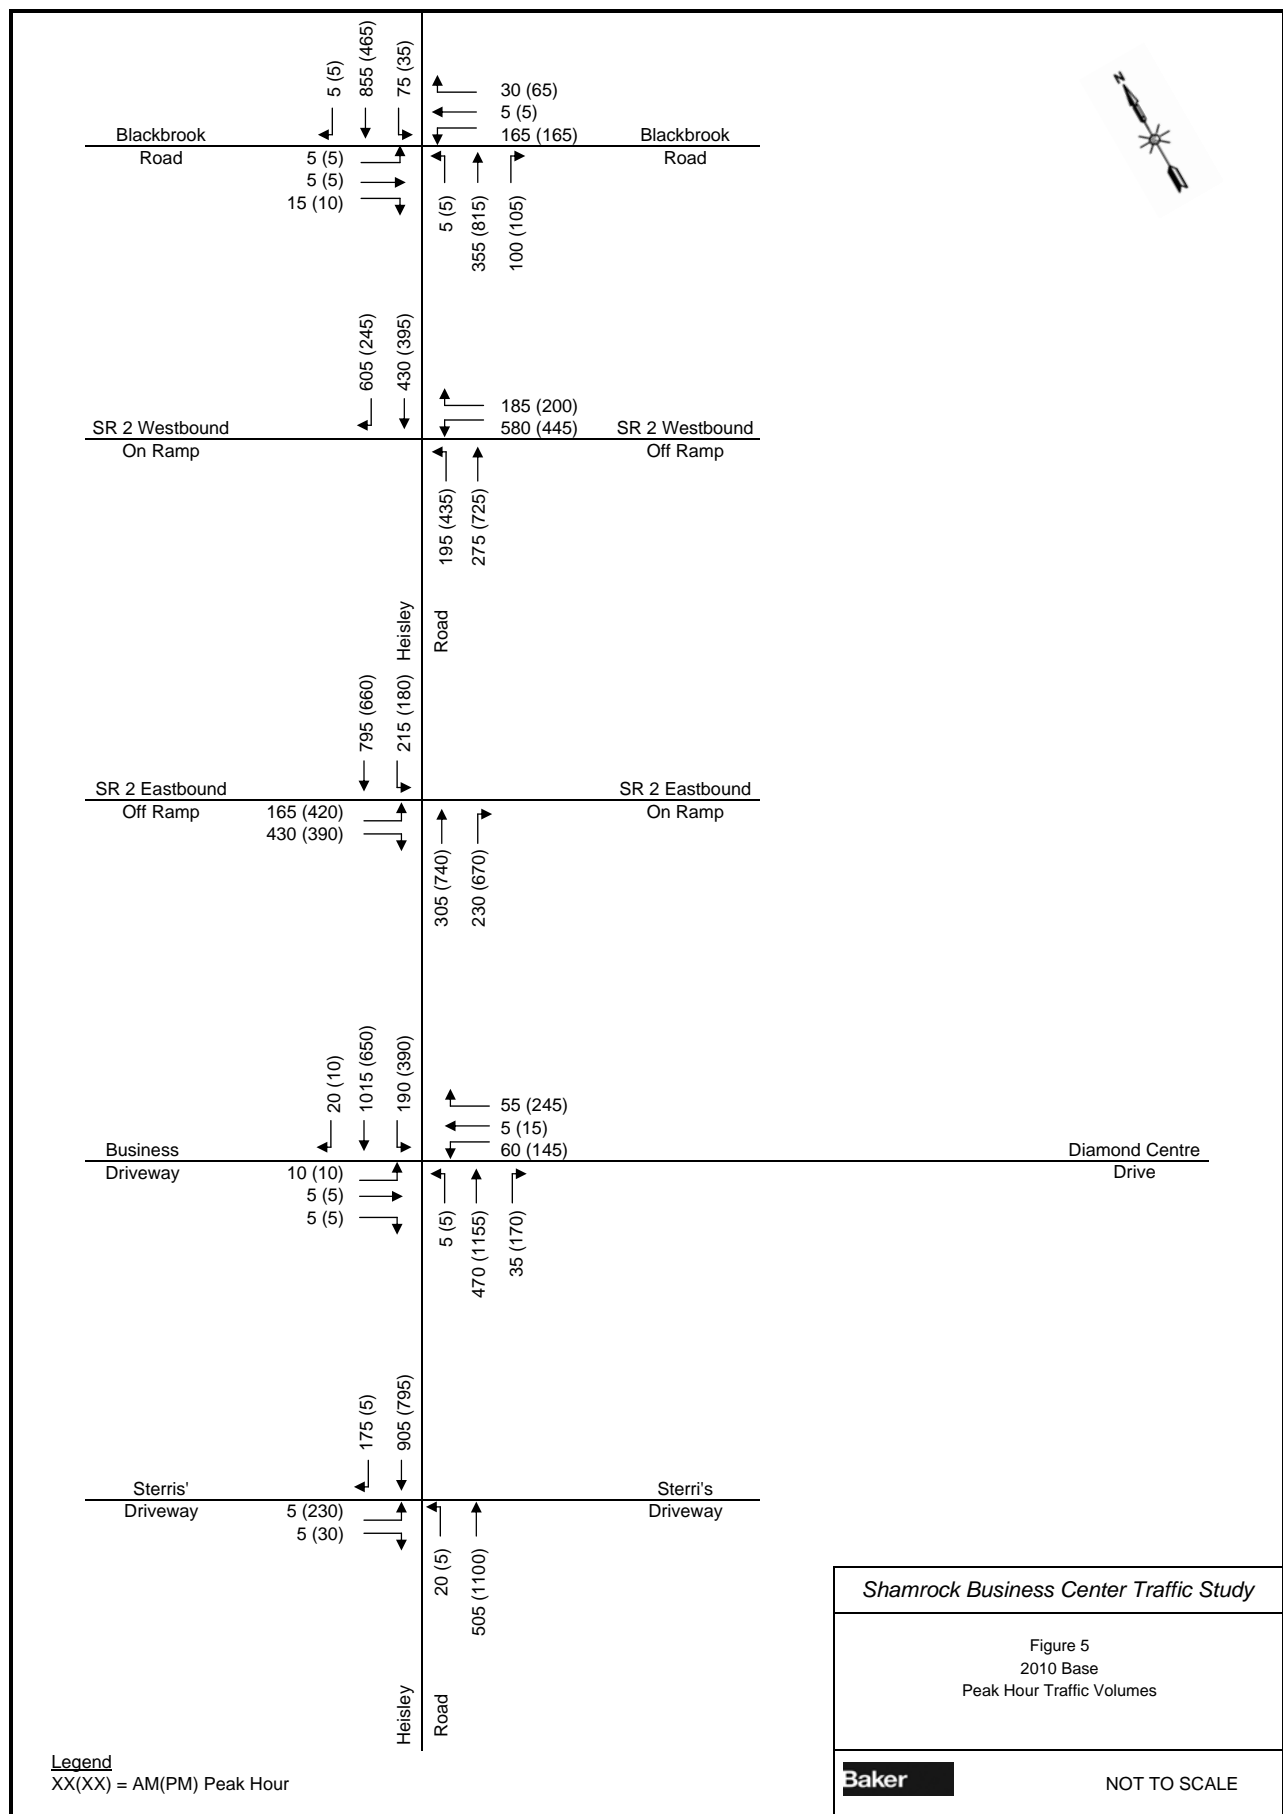 5 (5)
855 (465)
75 (35)
30 (65)
5 (5)
165 (165)
Blackbrook
Road
Blackbrook
Road
5 (5)
5 (5)
15 (10)
5 (5)
355 (815)
100 (105)
N
605 (245)
430 (395)
185 (200)
580 (445)
SR 2 Westbound
On Ramp
SR 2 Westbound
Off Ramp
195 (435)
275 (725)
Heisley
Road
795 (660)
215 (180)
SR 2 Eastbound
Off Ramp
SR 2 Eastbound
On Ramp
165 (420)
430 (390)
305 (740)
230 (670)
20 (10)
1015 (650)
190 (390)
55 (245)
5 (15)
60 (145)
Business
Driveway
Diamond Centre
Drive
10 (10)
5 (5)
5 (5)
5 (5)
470 (1155)
35 (170)
175 (5)
905 (795)
Sterris'
Driveway
Sterri's
Driveway
5 (230)
5 (30)
20 (5)
505 (1100)
Heisley
Road
Legend
XX(XX) = AM(PM) Peak Hour
Shamrock Business Center Traffic Study
Figure 5
2010 Base
Peak Hour Traffic Volumes
Baker
NOT TO SCALE